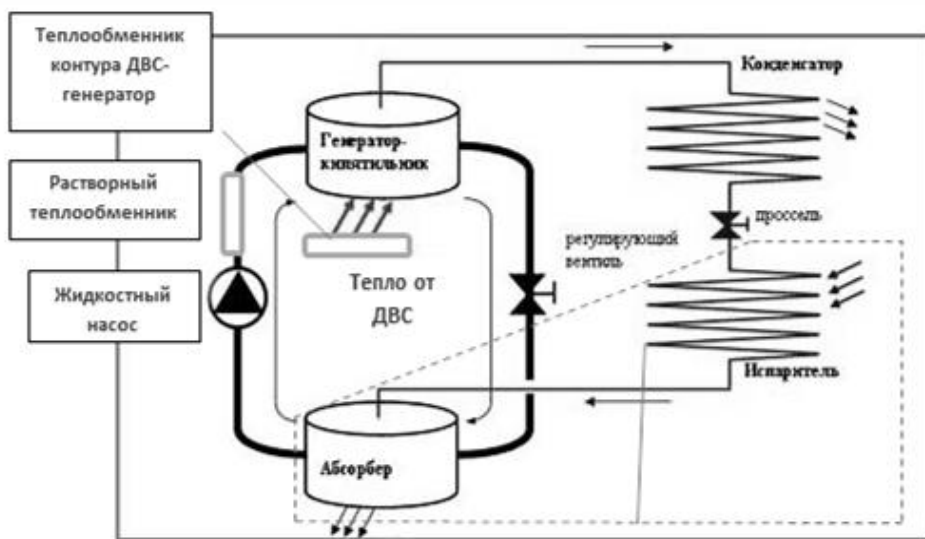 Теплообменник
контура ДВС-
генератор
Растворный
теплообменник
Жидкостный
насос
Генератор-
кипятильник
Тепло от
ДВС
регулирующий
вентиль
Абсорбер
Конденсатор
дроссель
Испаритель